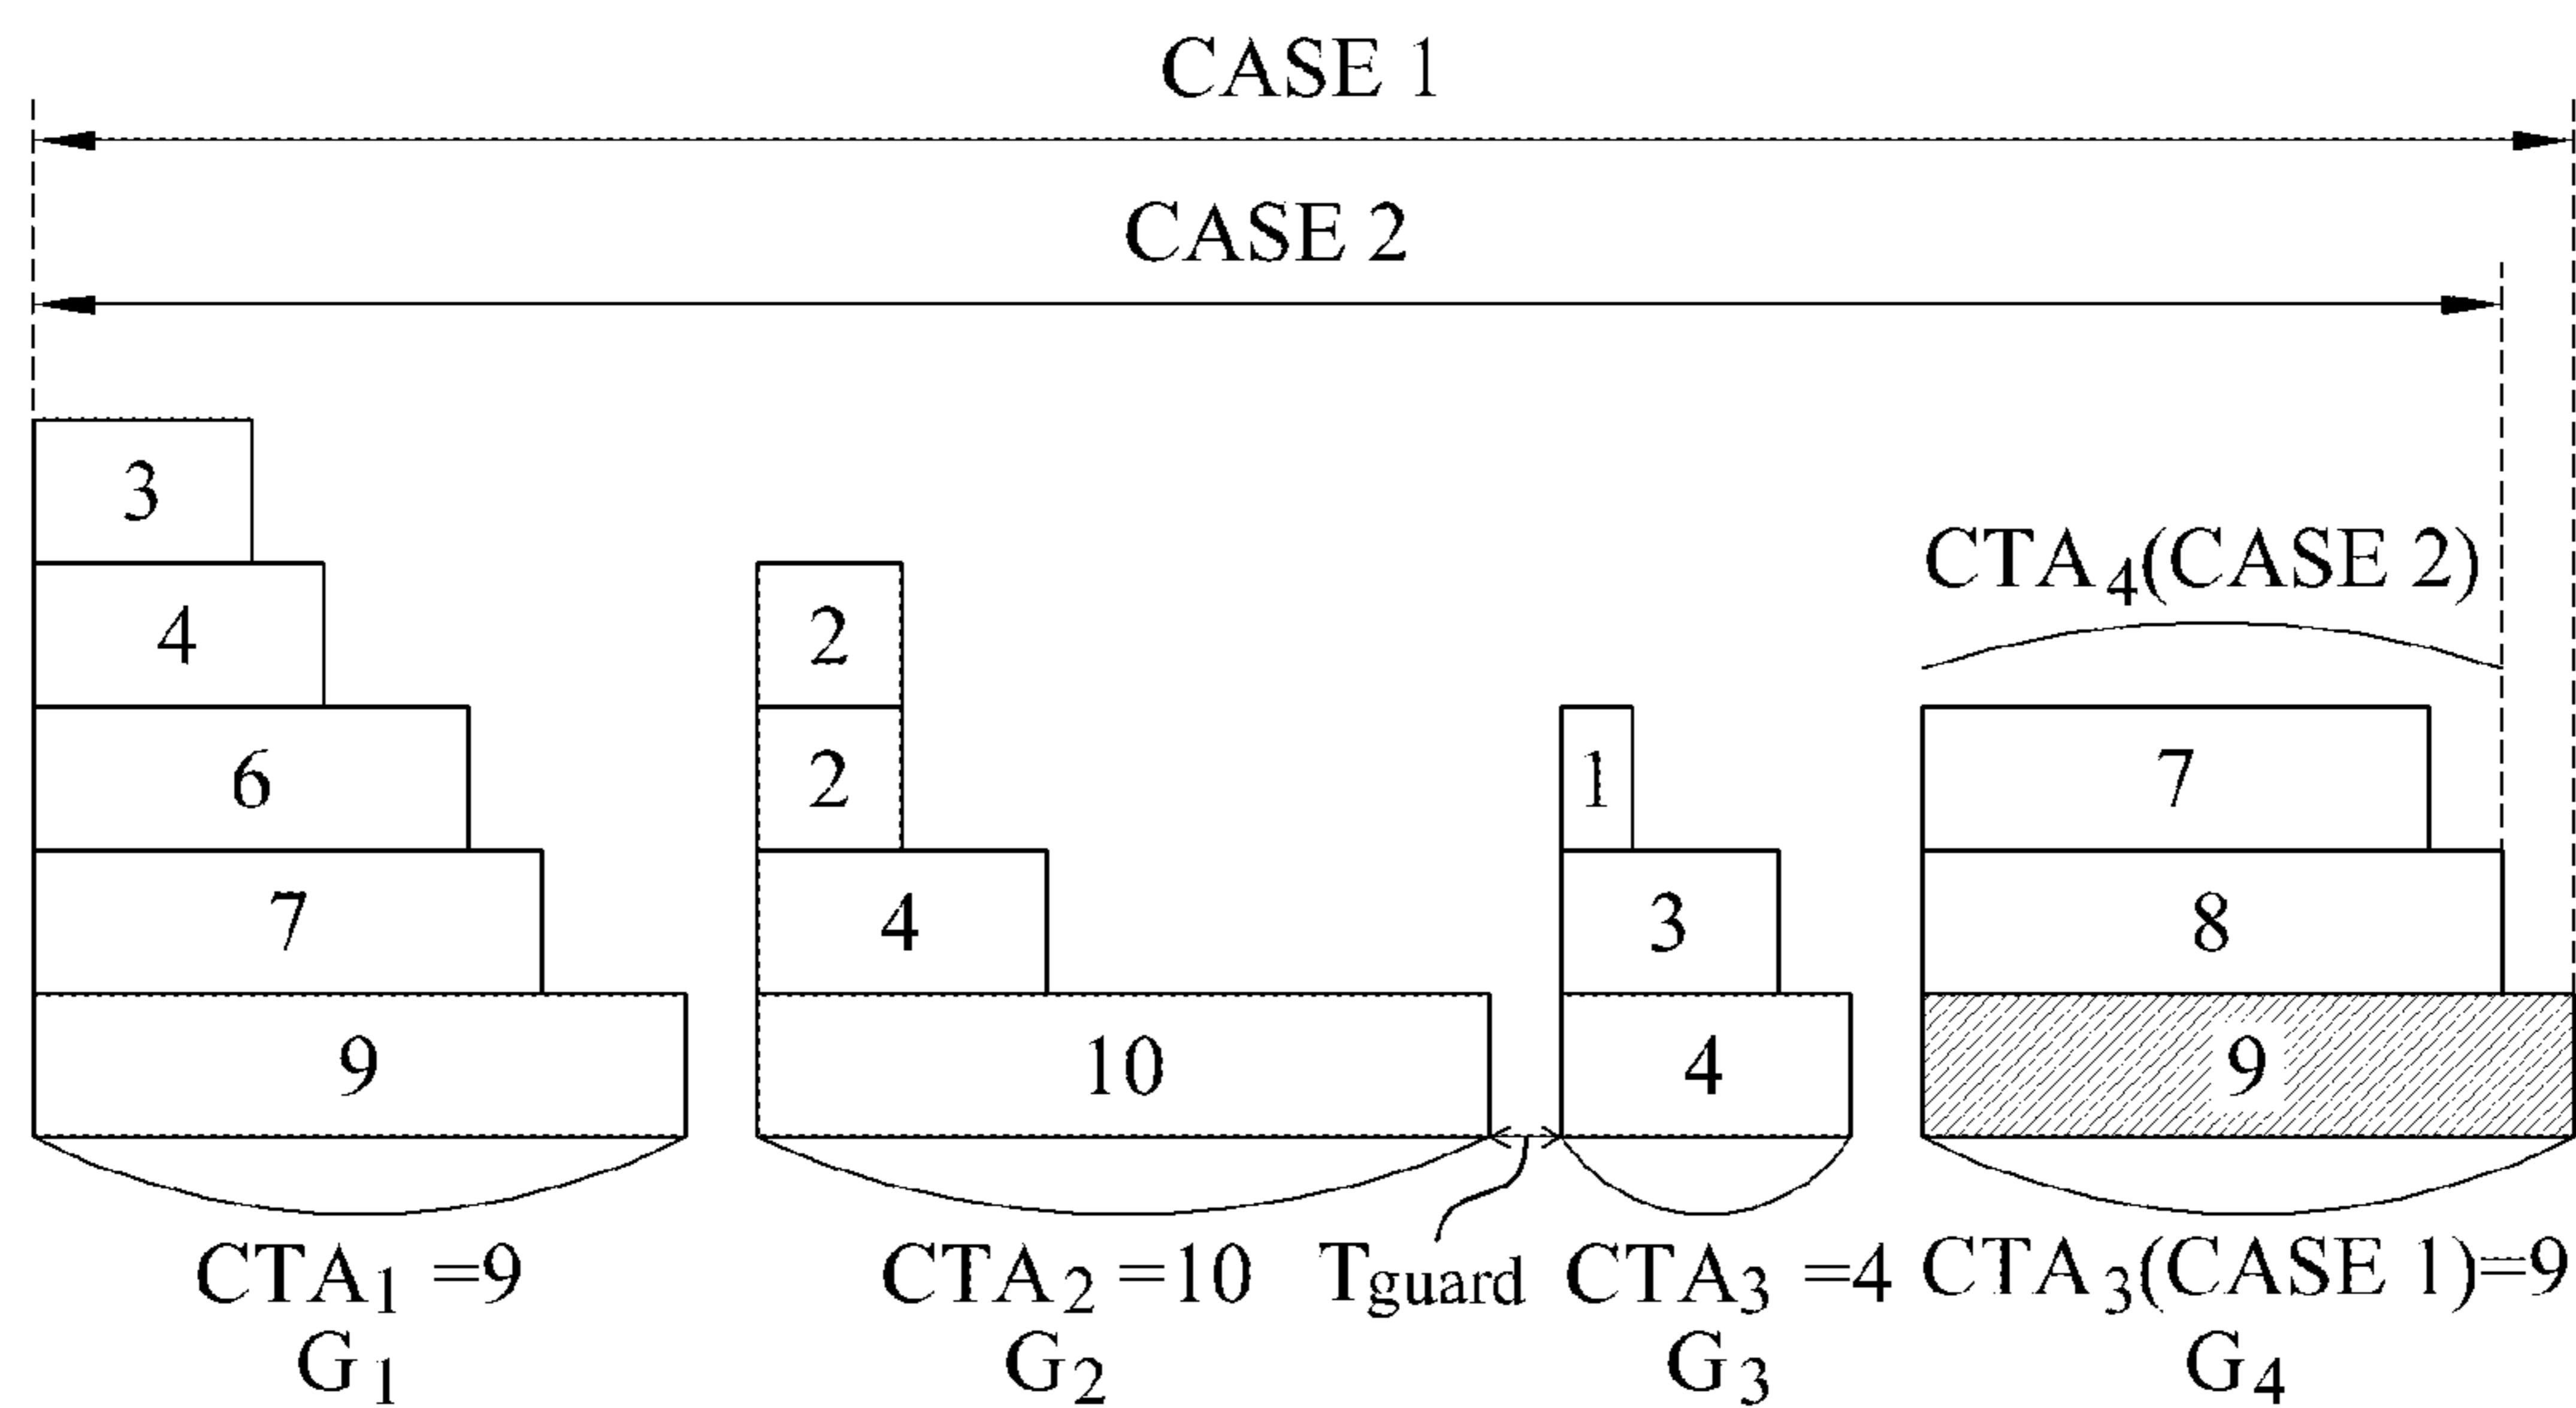 CASE 1
CASE 2
3
4
6
7
9
2
2
4
10
1
3
4
CTA4(CASE 2)
7
8
9
CTA1 =9
CTA2 =10
Tguard
CTA3 =4
CTA3(CASE 1)=9
G1
G2
G3
G4